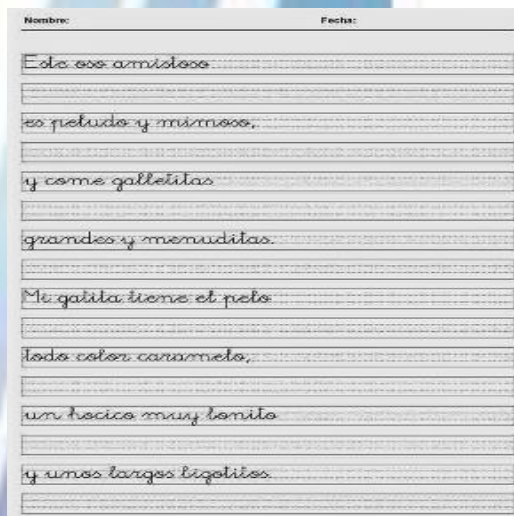 Nombre: Fecha:
Este oso amistoso
es peludo y mimoso,
y come galletitas
grandes y menuditas.
Mi gatita tiene el pelo
todo color caramelo,
un hocico muy bonito
y unos largos bigotitos.